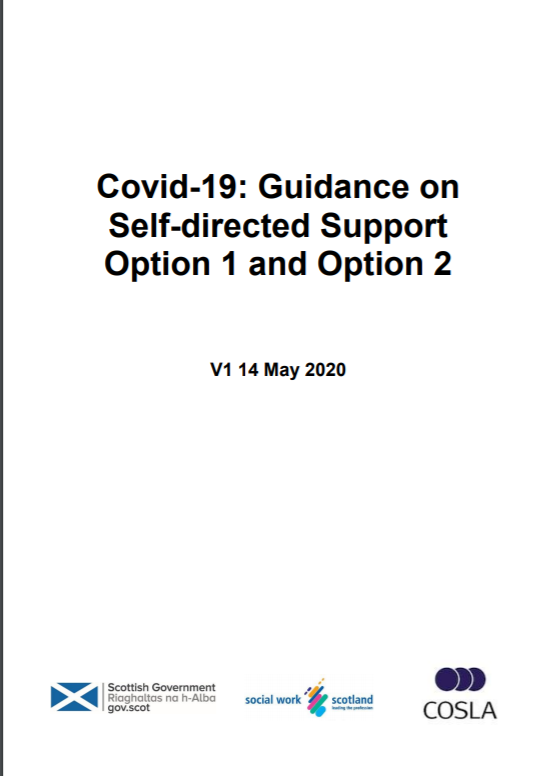 Covid-19: Guidance on
Self-directed Support
Option 1 and Option 2
V1 14 May 2020
Scottish Government
Riaghaltas na h-Alba
gov.scot
social work scotland
leading the profession
COSLA